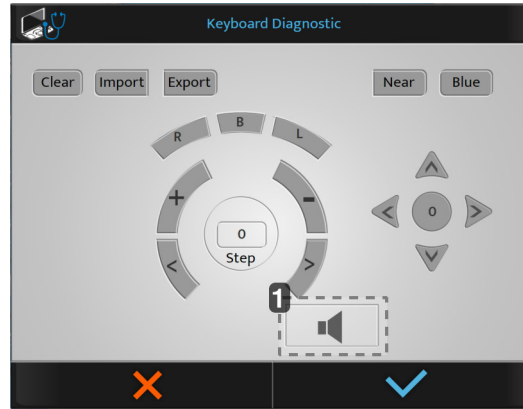 Keyboard Diagnostic
Clear Import Export Near Blue
R B L
+ -
0 0
Step
< >
1